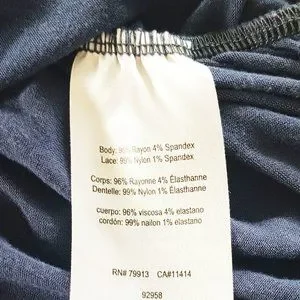 Body: 96% Rayon 4% Spandex
Lace: 99% Nylon 1% Spandex
Corps: 96% Rayonne 4% Élasthanne
Dentelle: 99% Nylon 1% Élasthanne
cuerpo: 96% viscosa 4% elastano
cordón: 99% nailon 1% elastano
RN# 79913 CA#11414
92958